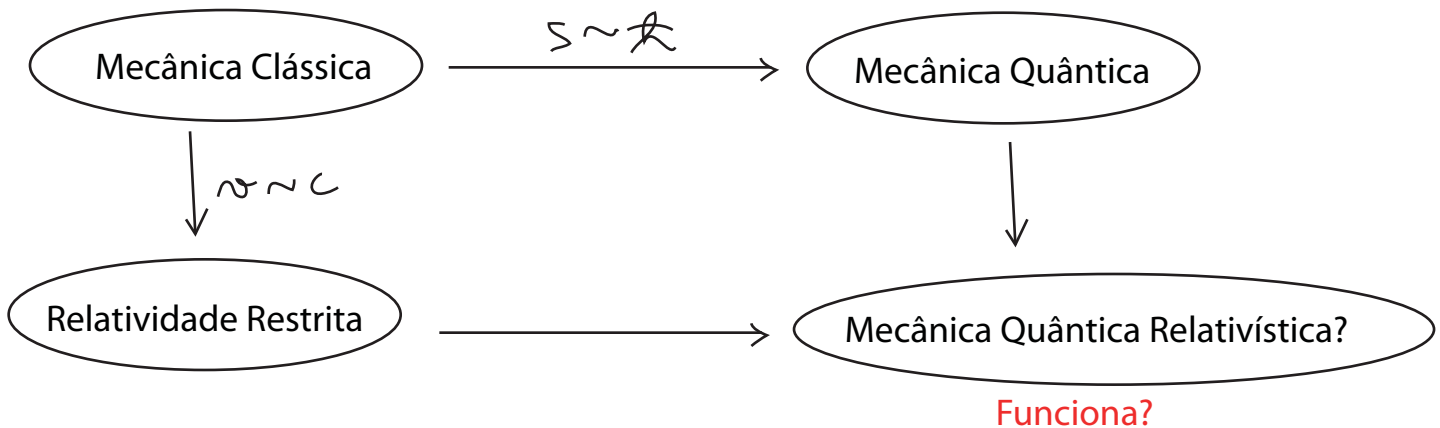 S ~ ħ
Mecânica Clássica
Mecânica Quântica
v ~ c
Relatividade Restrita
Mecânica Quântica Relativística?
Funciona?